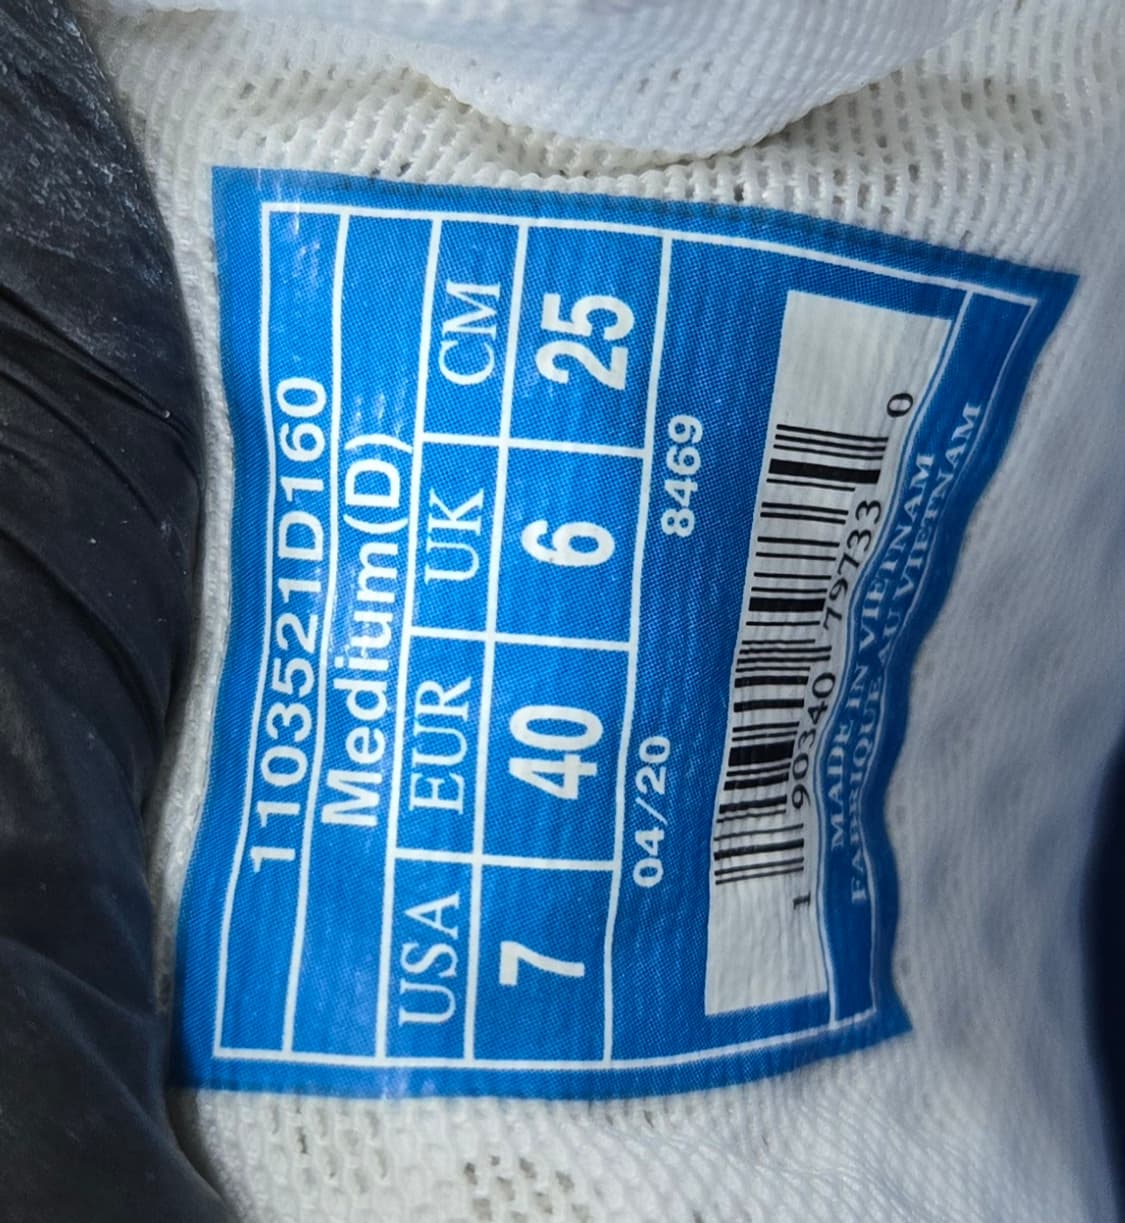 1103521D160
Medium(D)
USA EUR UK CM
7 40 6 25
04/20 8469
1 90340 79733 0
MADE IN VIETNAM
FABRIQUE AU VIETNAM